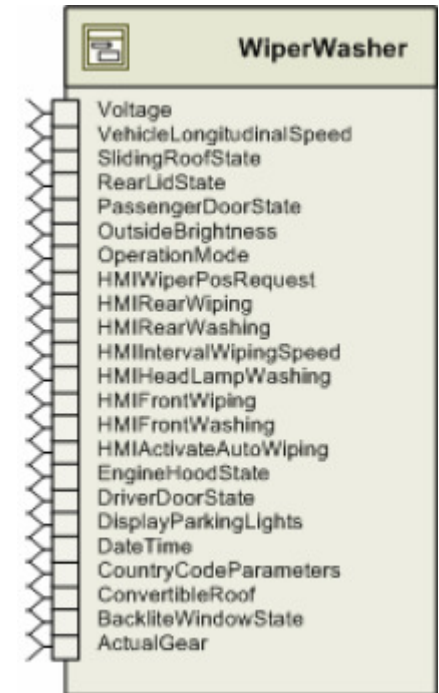 WiperWasher
Voltage
VehicleLongitudinalSpeed
SlidingRoofState
RearLidState
PassengerDoorState
OutsideBrightness
OperationMode
HMIWiperPosRequest
HMIRearWiping
HMIRearWashing
HMIIntervalWipingSpeed
HMIHeadLampWashing
HMIFrontWiping
HMIFrontWashing
HMIActivateAutoWiping
EngineHoodState
DriverDoorState
DisplayParkingLights
DateTime
CountryCodeParameters
ConvertibleRoof
BackliteWindowState
ActualGear